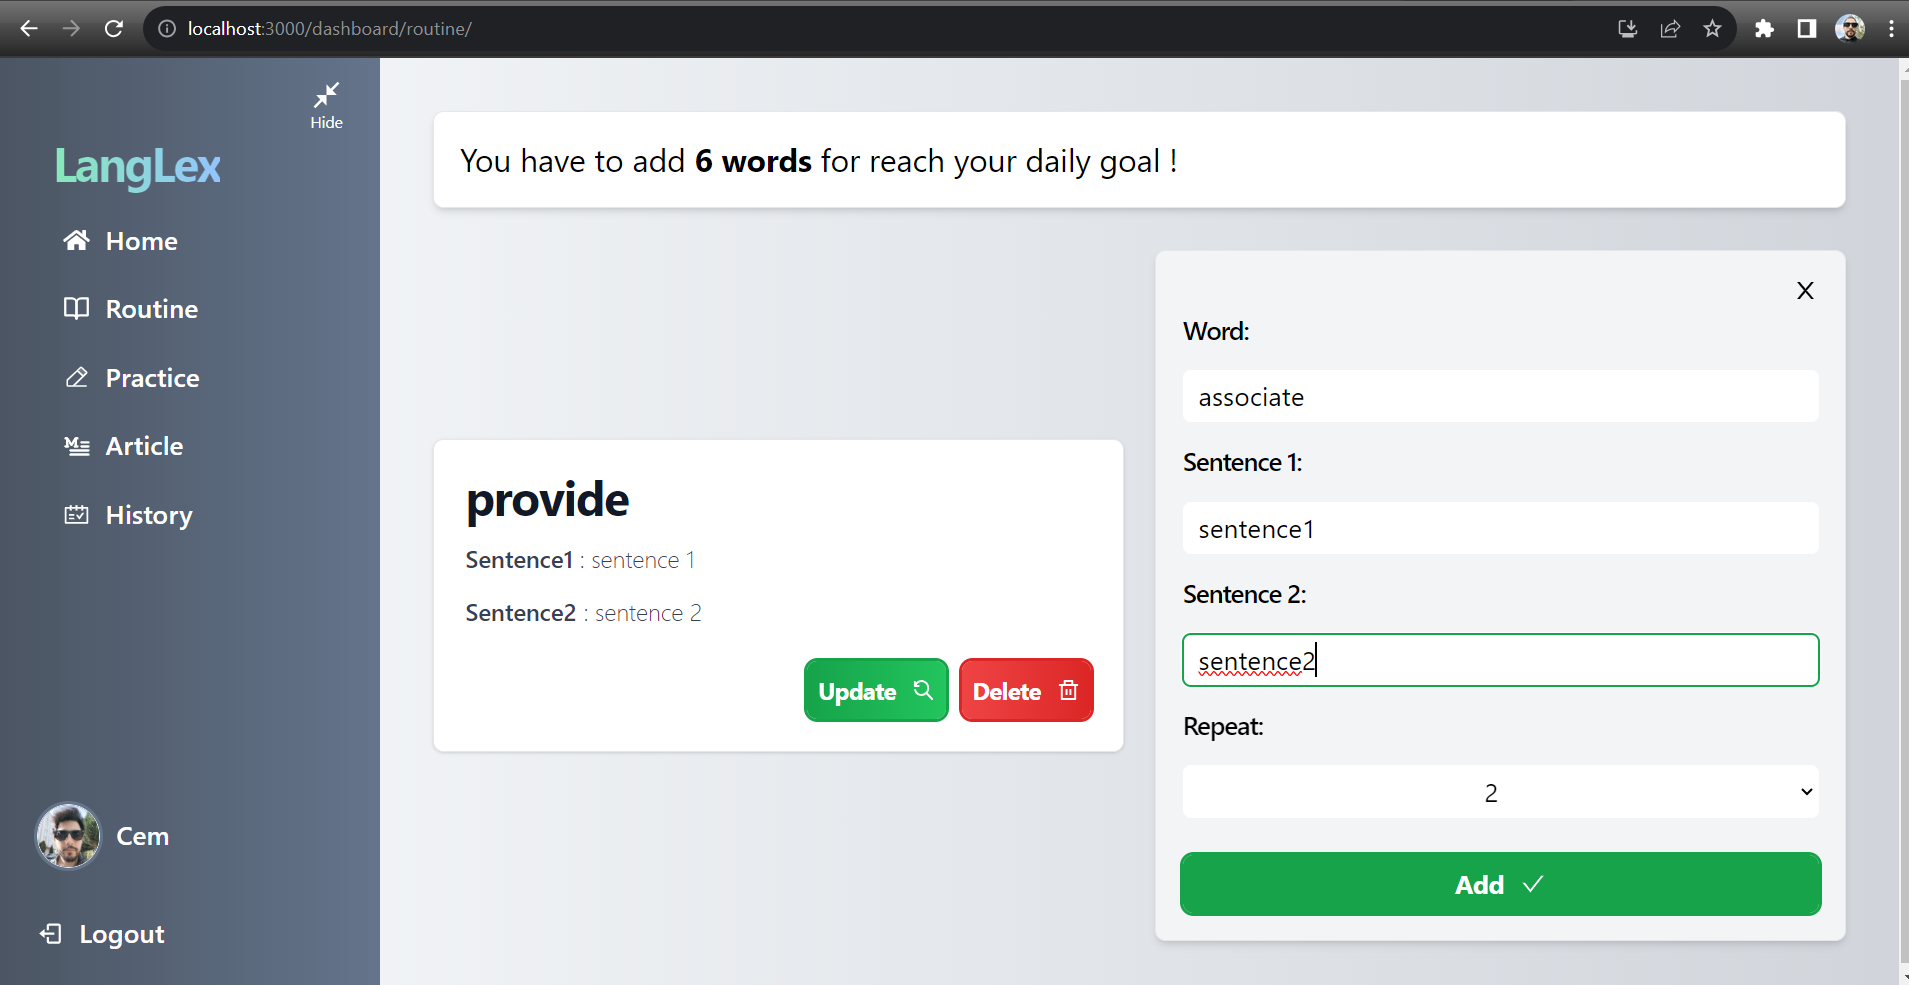 localhost:3000/dashboard/routine/
Hide
LangLex
Home
Routine
Practice
Article
History
Cem
Logout
You have to add 6 words for reach your daily goal !
provide
Sentence1 : sentence 1
Sentence2 : sentence 2
Update
Delete
X
Word:
associate
Sentence 1:
sentence1
Sentence 2:
sentence2
Repeat:
2
Add